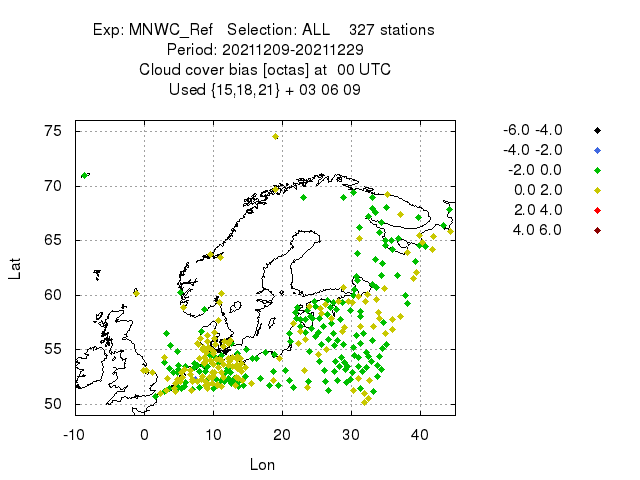 Exp: MNWC_Ref   Selection: ALL    327 stations
Period: 20211209-20211229
Cloud cover bias [octas] at  00 UTC
Used {15,18,21} + 03 06 09
-6.0 -4.0
-4.0 -2.0
-2.0 0.0
0.0 2.0
2.0 4.0
4.0 6.0
75
70
65
60
55
50
Lat
-10 0 10 20 30 40
Lon